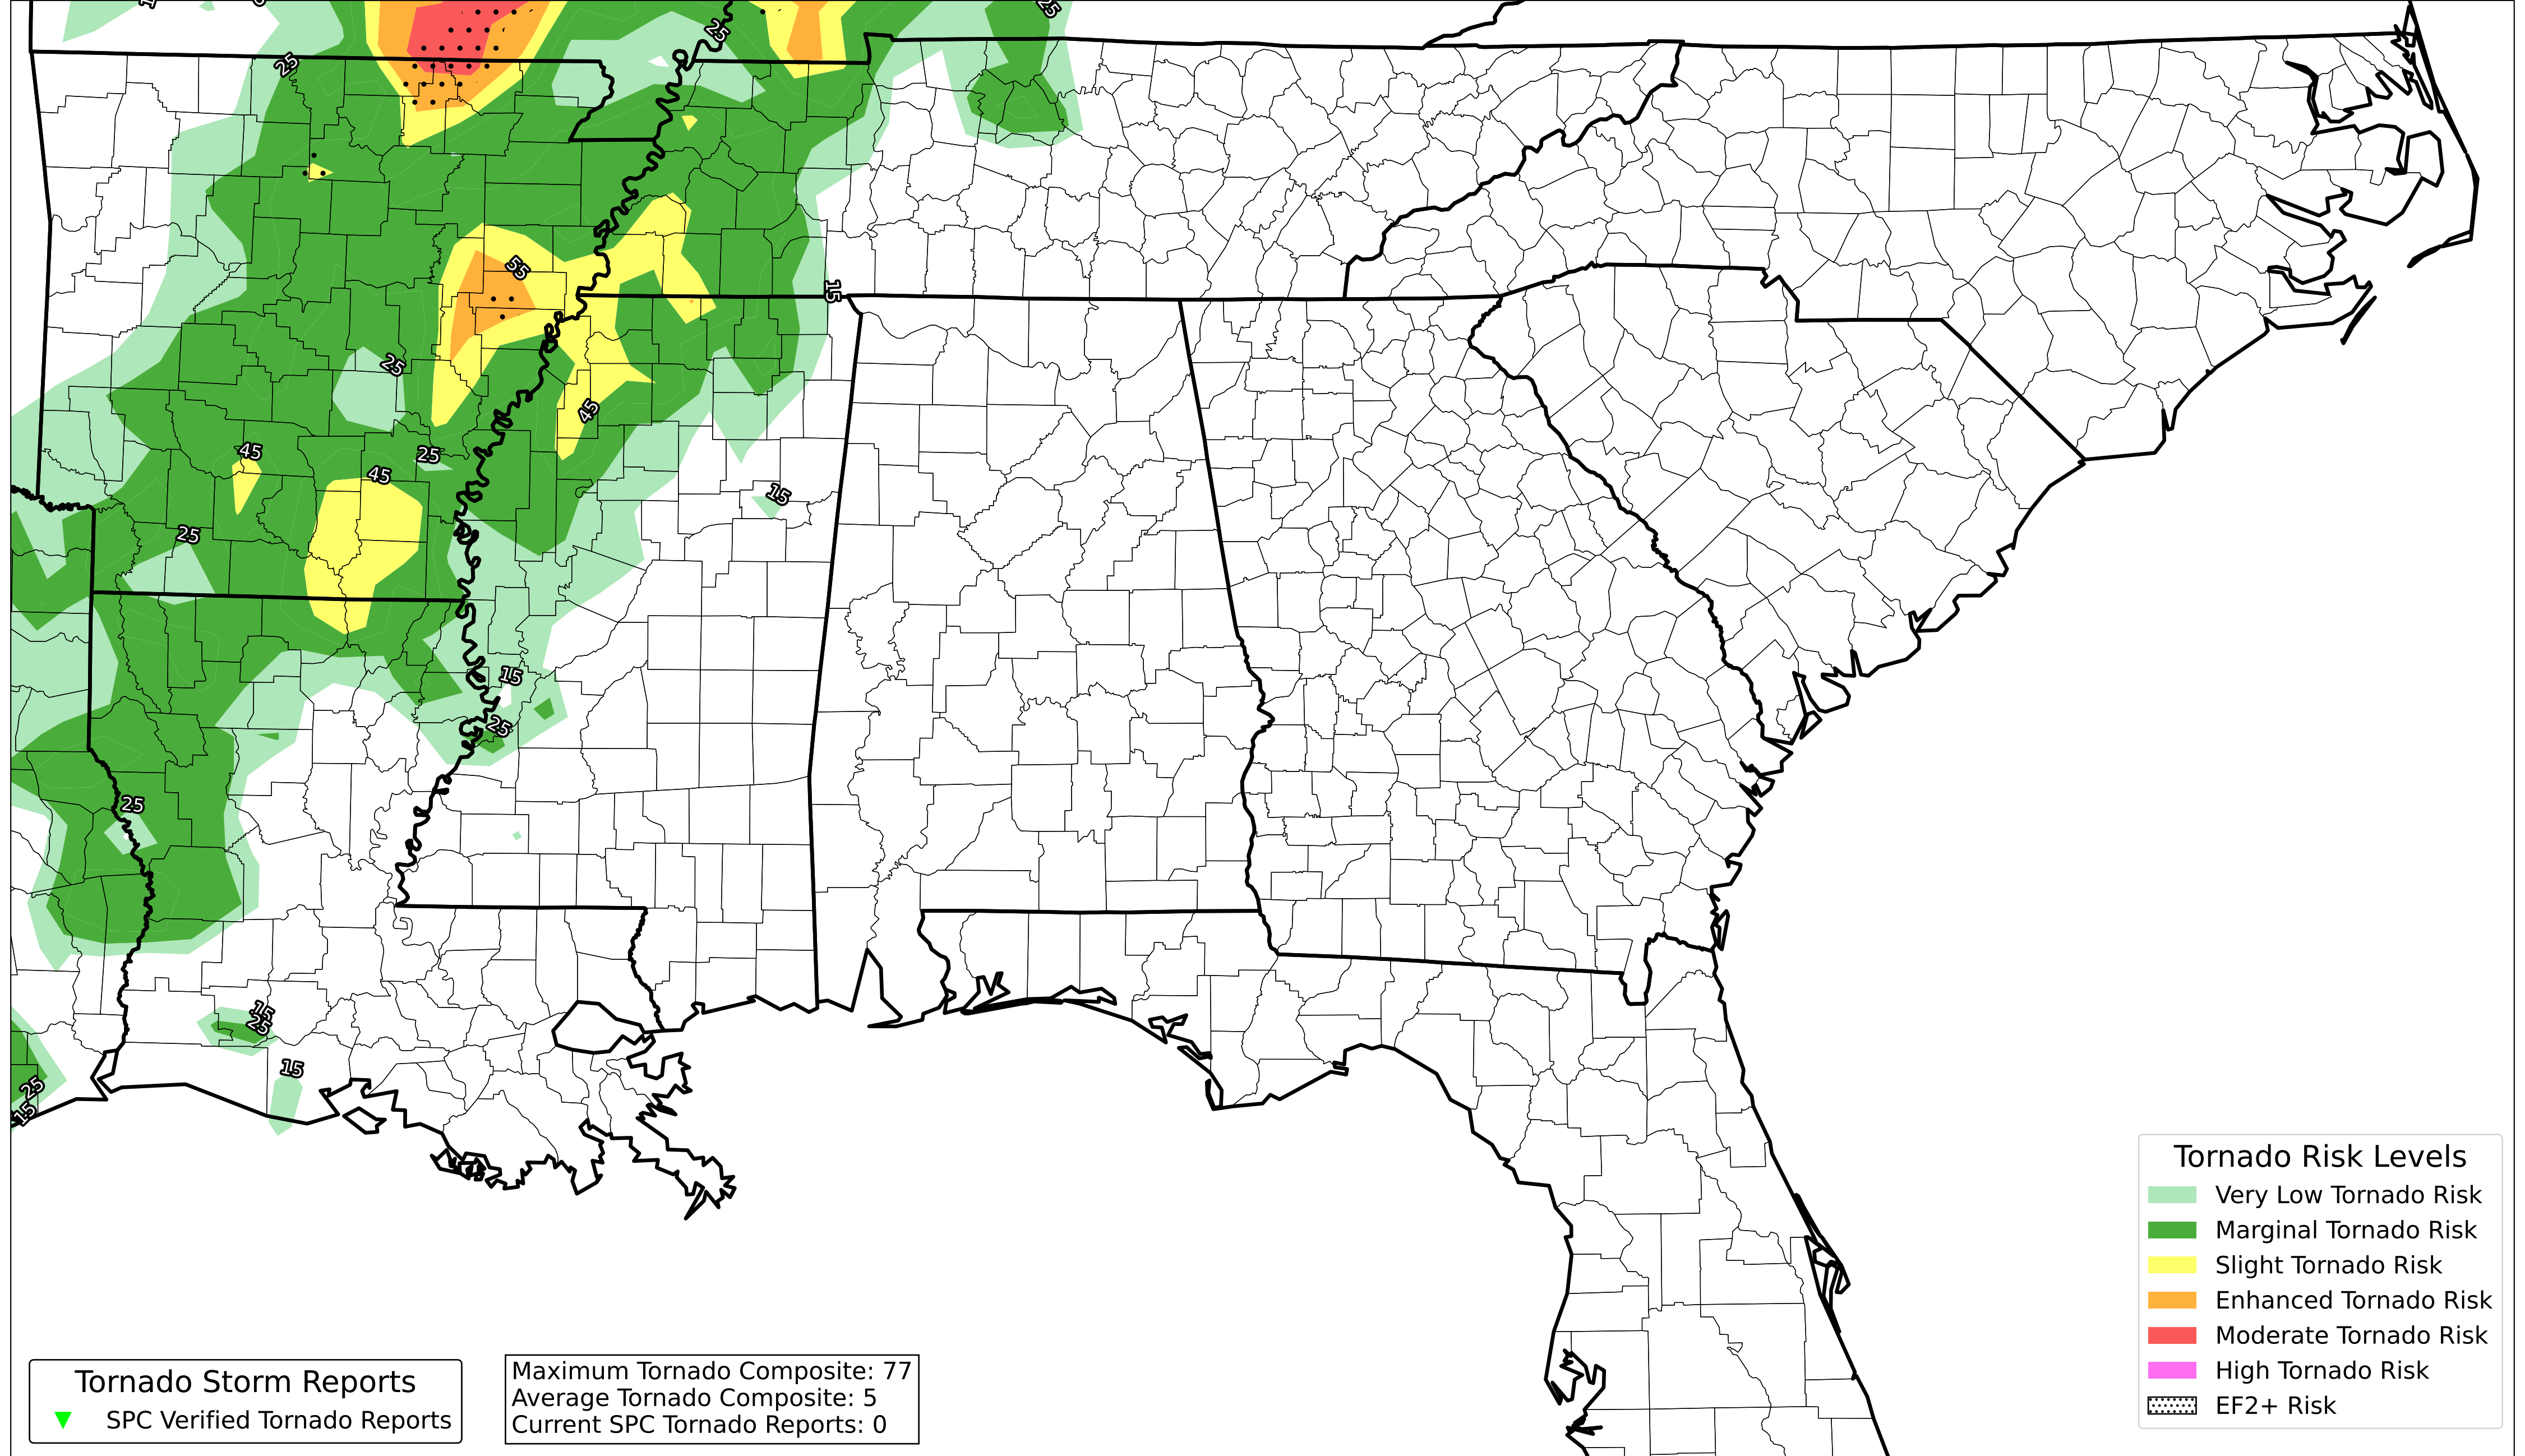 25
25
25
55
15
25
45
45
45
25
15
25
15
25
25
15
25
15
25
15
Tornado Risk Levels
Very Low Tornado Risk
Marginal Tornado Risk
Slight Tornado Risk
Enhanced Tornado Risk
Moderate Tornado Risk
High Tornado Risk
EF2+ Risk
Tornado Storm Reports
SPC Verified Tornado Reports
Maximum Tornado Composite: 77
Average Tornado Composite: 5
Current SPC Tornado Reports: 0